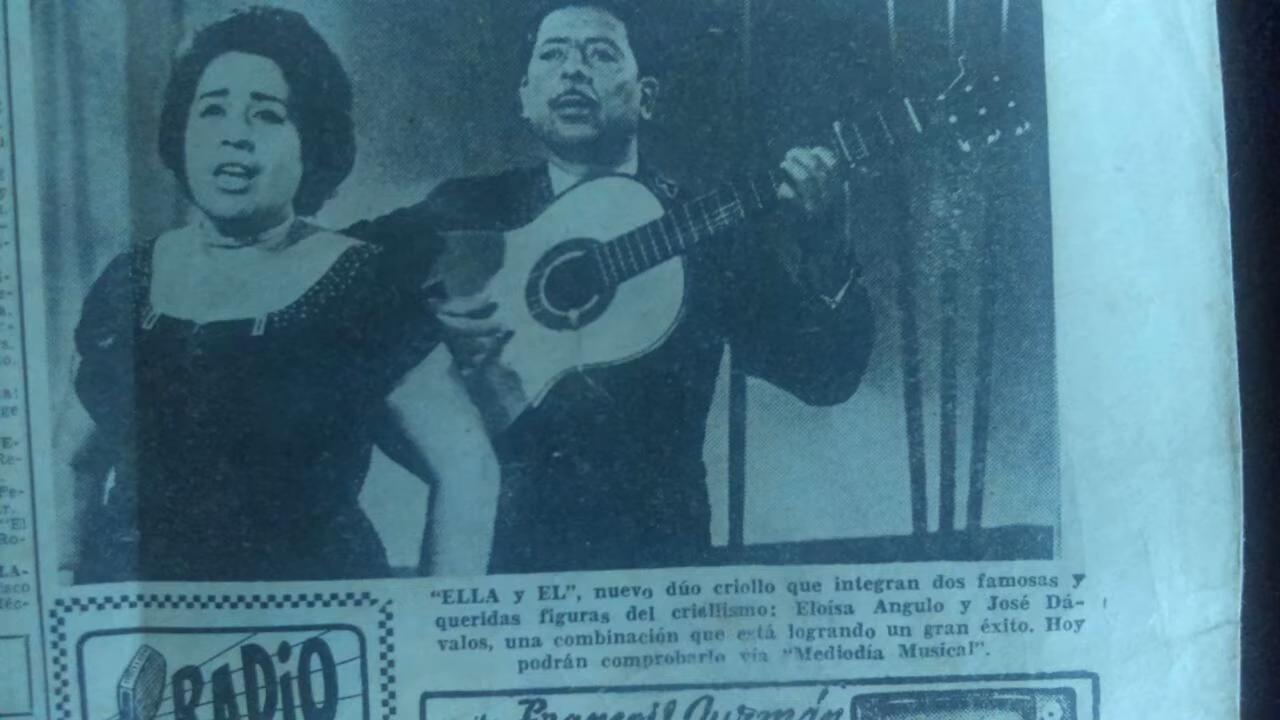 "ELLA y EL", nuevo dúo criollo que integran dos famosas y
queridas figuras del criollismo: Eloísa Angulo y José Dá-
valos, una combinación que está logrando un gran éxito. Hoy
podrán comprobarlo vía "Mediodía Musical".
RADIO
Guzmán